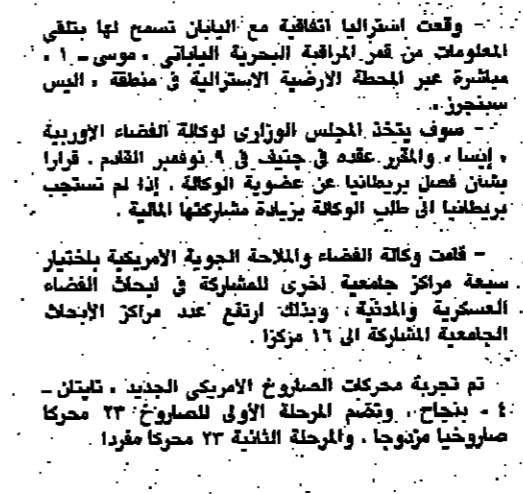 - وقعت استراليا اتفاقية مع اليابان تسمح لها بتلقي
المعلومات من قمر المراقبة البحرية الياباني « موسى - ١ »
مباشرة عبر المحطة الارضية الاسترالية في منطقة « اليس
سبنجرز » .
- سوف يتخذ المجلس الوزارى لوكالة الفضاء الأوربية
« إيسا » والمقرر عقده في جنيف في ٩ نوفمبر القادم . قرارا
بشأن فصل بريطانيا عن عضوية الوكالة . إذا لم تستجب
بريطانيا الى طلب الوكالة بزيادة مشاركتها المالية .
- قامت وكالة الفضاء والملاحة الجوية الأمريكية باختيار
سبعة مراكز جامعية اخرى للمشاركة في ابحاث الفضاء
العسكرية والمدنية ، وبذلك ارتفع عدد مراكز الأبحاث
الجامعية المشاركة الى ١٦ مركزا .
تم تجربة محركات الصاروخ الامريكى الجديد « تايتان -
٤ » بنجاح . وتضم المرحلة الأولى للصاروخ ٢٣ محركا
صاروخيا مزدوجا . والمرحلة الثانية ٢٣ محركا مفردا .